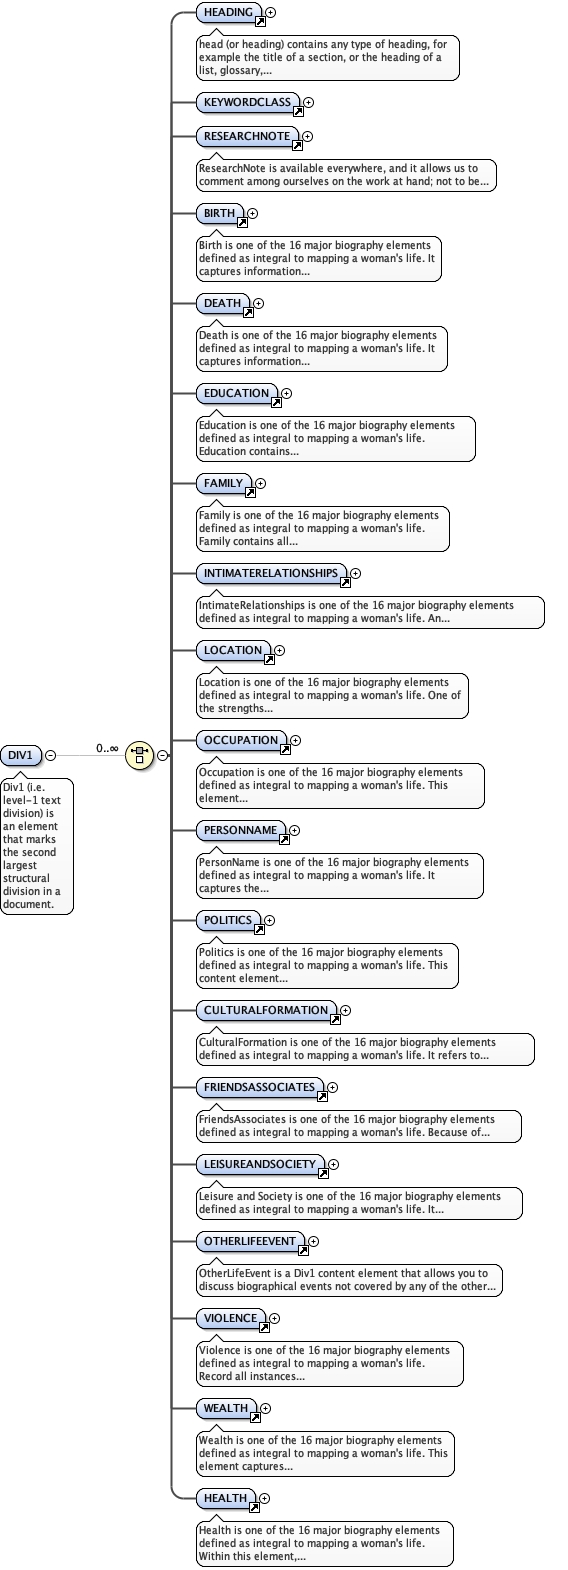 HEADING
head (or heading) contains any type of heading, for
example the title of a section, or the heading of a
list, glossary,...
KEYWORDCLASS
RESEARCHNOTE
ResearchNote is available everywhere, and it allows us to
comment among ourselves on the work at hand; not to be...
BIRTH
Birth is one of the 16 major biography elements
defined as integral to mapping a woman's life. It
captures information...
DEATH
Death is one of the 16 major biography elements
defined as integral to mapping a woman's life. It
captures information...
EDUCATION
Education is one of the 16 major biography elements
defined as integral to mapping a woman's life.
Education contains...
FAMILY
Family is one of the 16 major biography elements
defined as integral to mapping a woman's life.
Family contains all...
INTIMATERELATIONSHIPS
IntimateRelationships is one of the 16 major biography elements
defined as integral to mapping a woman's life. An...
LOCATION
Location is one of the 16 major biography elements
defined as integral to mapping a woman's life. One of
the strengths...
OCCUPATION
Occupation is one of the 16 major biography elements
defined as integral to mapping a woman's life. This
element...
DIV1
0..∞
Div1 (i.e.
level-1 text
division) is
an element
that marks
the second
largest
structural
division in a
document.
PERSONNAME
PersonName is one of the 16 major biography elements
defined as integral to mapping a woman's life. It
captures the...
POLITICS
Politics is one of the 16 major biography elements
defined as integral to mapping a woman's life. This
content element...
CULTURALFORMATION
CulturalFormation is one of the 16 major biography elements
defined as integral to mapping a woman's life. It refers to...
FRIENDSASSOCIATES
FriendsAssociates is one of the 16 major biography elements
defined as integral to mapping a woman's life. Because of...
LEISUREANDSOCIETY
Leisure and Society is one of the 16 major biography elements
defined as integral to mapping a woman's life. It...
OTHERLIFEEVENT
OtherLifeEvent is a Div1 content element that allows you to
discuss biographical events not covered by any of the other...
VIOLENCE
Violence is one of the 16 major biography elements
defined as integral to mapping a woman's life.
Record all instances...
WEALTH
Wealth is one of the 16 major biography elements
defined as integral to mapping a woman's life. This
element captures...
HEALTH
Health is one of the 16 major biography elements
defined as integral to mapping a woman's life.
Within this element,...